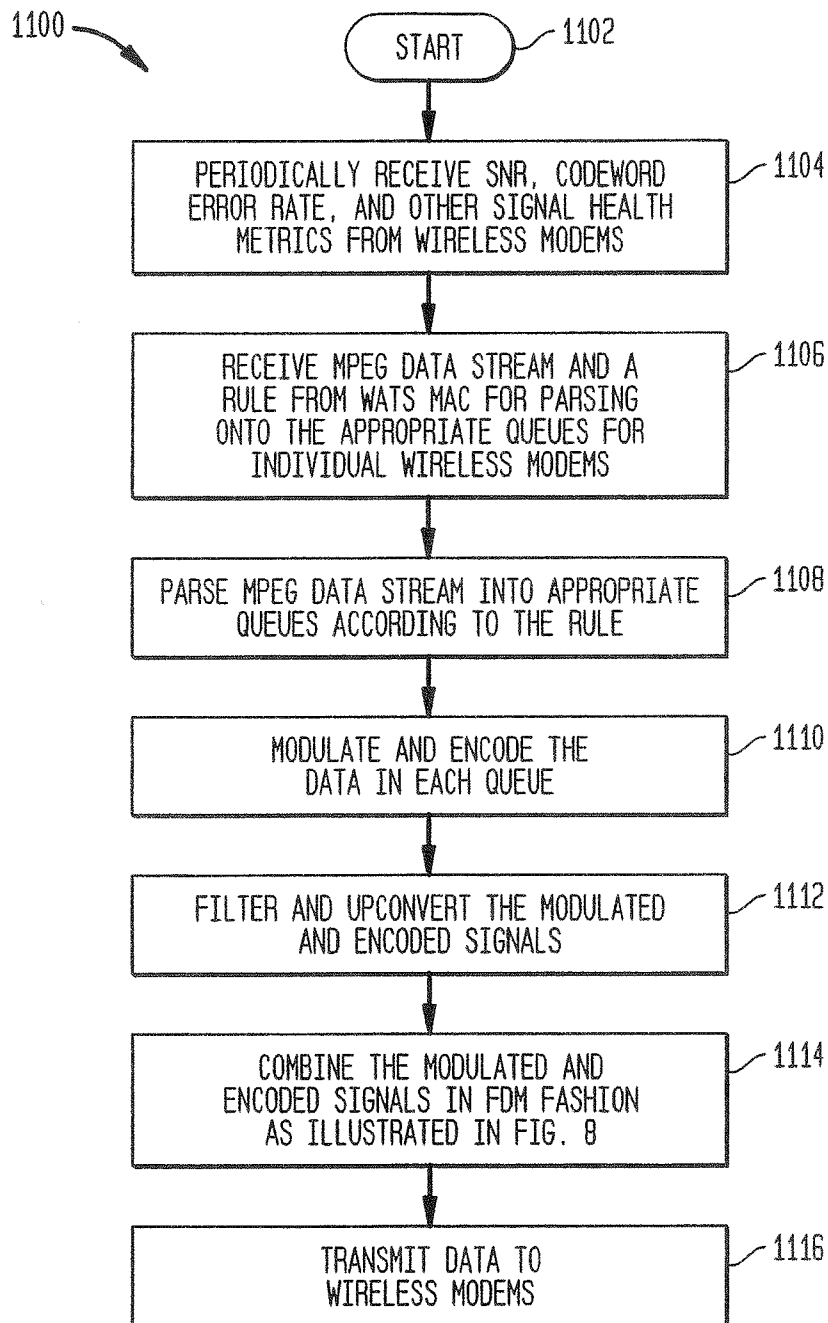 1100
START
1102
PERIODICALLY RECEIVE SNR, CODEWORD
ERROR RATE, AND OTHER SIGNAL HEALTH
METRICS FROM WIRELESS MODEMS
1104
RECEIVE MPEG DATA STREAM AND A
RULE FROM WATS MAC FOR PARSING
ONTO THE APPROPRIATE QUEUES FOR
INDIVIDUAL WIRELESS MODEMS
1106
PARSE MPEG DATA STREAM INTO APPROPRIATE
QUEUES ACCORDING TO THE RULE
1108
MODULATE AND ENCODE THE
DATA IN EACH QUEUE
1110
FILTER AND UPCONVERT THE MODULATED
AND ENCODED SIGNALS
1112
COMBINE THE MODULATED AND
ENCODED SIGNALS IN FDM FASHION
AS ILLUSTRATED IN FIG. 8
1114
TRANSMIT DATA TO
WIRELESS MODEMS
1116